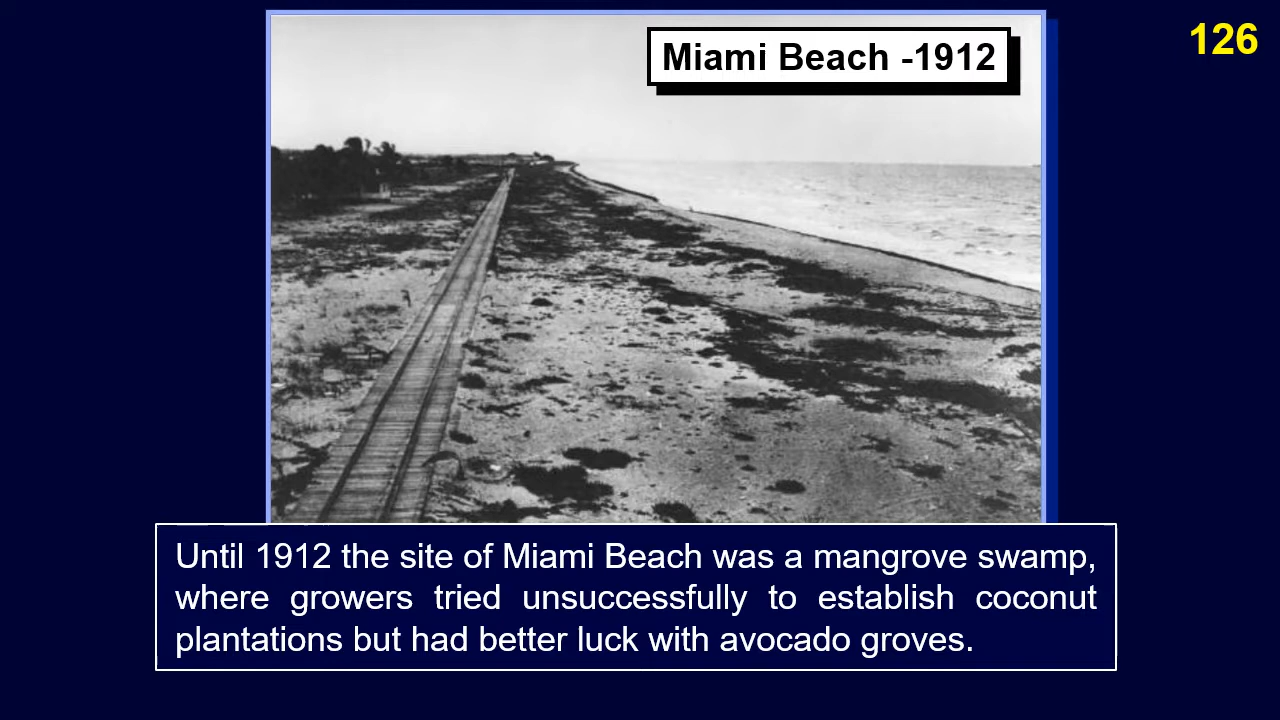 Miami Beach -1912
126
Until 1912 the site of Miami Beach was a mangrove swamp,
where growers tried unsuccessfully to establish coconut
plantations but had better luck with avocado groves.